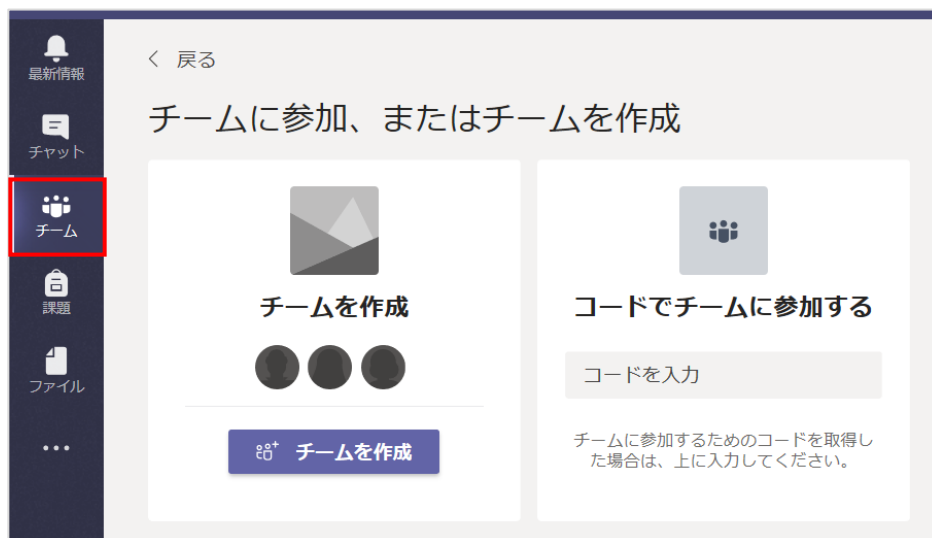 最新情報
チャット
チーム
課題
ファイル
戻る
チームに参加、またはチームを作成
チームを作成
チームを作成
コードでチームに参加する
コードを入力
チームに参加するためのコードを取得し
た場合は、上に入力してください。